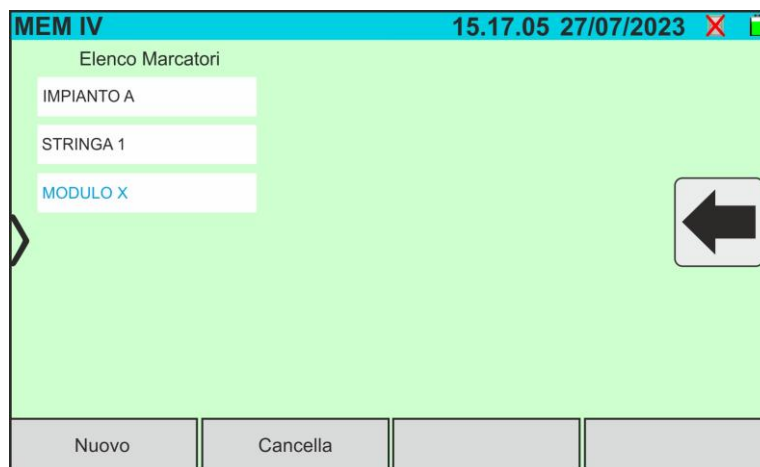 MEM IV 15.17.05 27/07/2023
Elenco Marcatori
IMPIANTO A
STRINGA 1
MODULO X
Nuovo Cancella